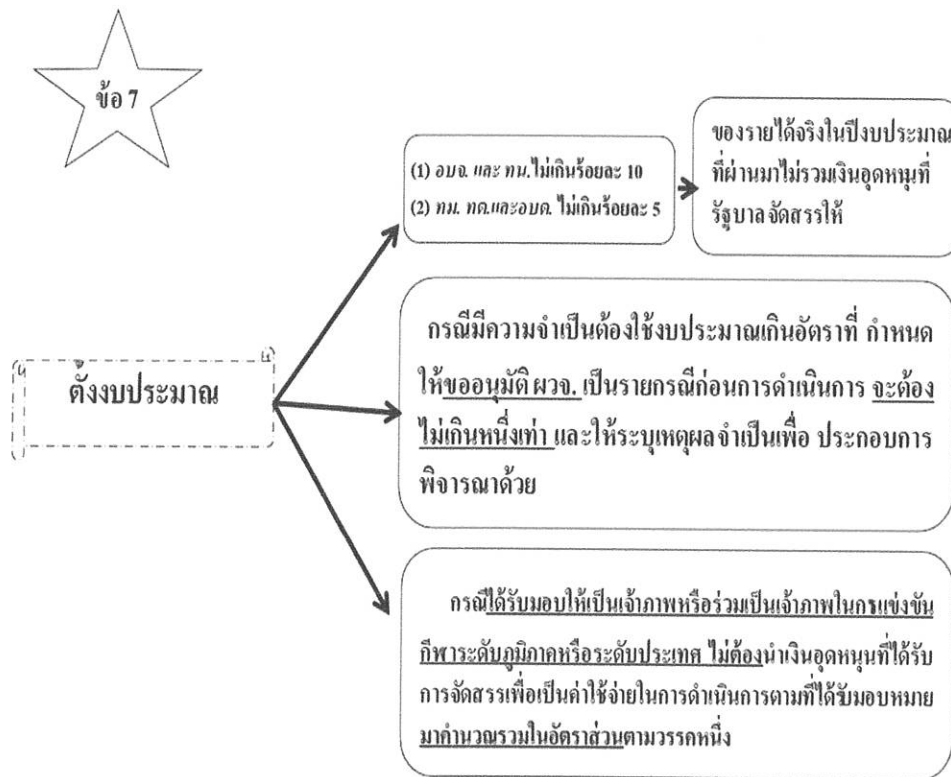 ข้อ 7
(1) อบจ. และ ทน. ไม่เกินร้อยละ 10
(2) ทม. ทต.และอบต. ไม่เกินร้อยละ 5
ของรายได้จริงในปีงบประมาณ
ที่ผ่านมาไม่รวมเงินอุดหนุนที่
รัฐบาลจัดสรรให้
ตั้งงบประมาณ
กรณีมีความจำเป็นต้องใช้งบประมาณเกินอัตราที่ กำหนด
ให้ขออนุมัติ ผวจ. เป็นรายกรณีก่อนการดำเนินการ จะต้อง
ไม่เกินหนึ่งเท่า และให้ระบุเหตุผลจำเป็นเพื่อ ประกอบการ
พิจารณาด้วย
กรณีได้รับมอบให้เป็นเจ้าภาพหรือร่วมเป็นเจ้าภาพในกรแข่งขัน
กีฬาระดับภูมิภาคหรือระดับประเทศ ไม่ต้องนำเงินอุดหนุนที่ได้รับ
การจัดสรรเพื่อเป็นค่าใช้จ่ายในการดำเนินการตามที่ได้รับมอบหมาย
มาคำนวณรวมในอัตราส่วนตามวรรคหนึ่ง